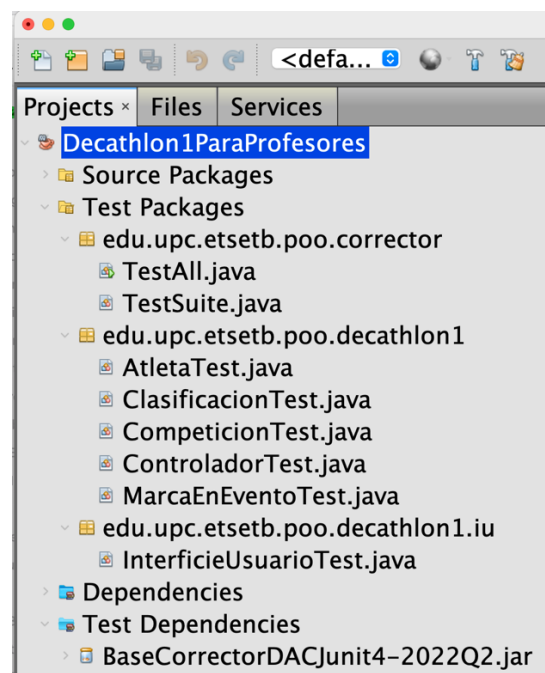 <defa...
Projects × Files Services
Decathlon1ParaProfesores
Source Packages
Test Packages
edu.upc.etsetb.poo.corrector
TestAll.java
TestSuite.java
edu.upc.etsetb.poo.decathlon1
AtletaTest.java
ClasificacionTest.java
CompeticionTest.java
ControladorTest.java
MarcaEnEventoTest.java
edu.upc.etsetb.poo.decathlon1.iu
InterficieUsuarioTest.java
Dependencies
Test Dependencies
BaseCorrectorDACJunit4-2022Q2.jar